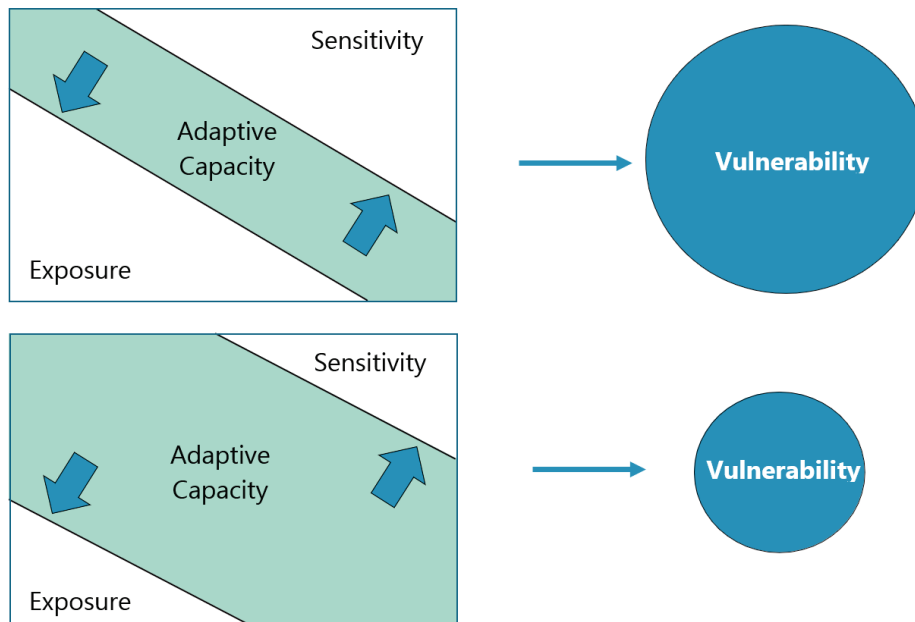 Sensitivity
Adaptive
Capacity
Exposure
Vulnerability
Sensitivity
Adaptive
Capacity
Exposure
Vulnerability